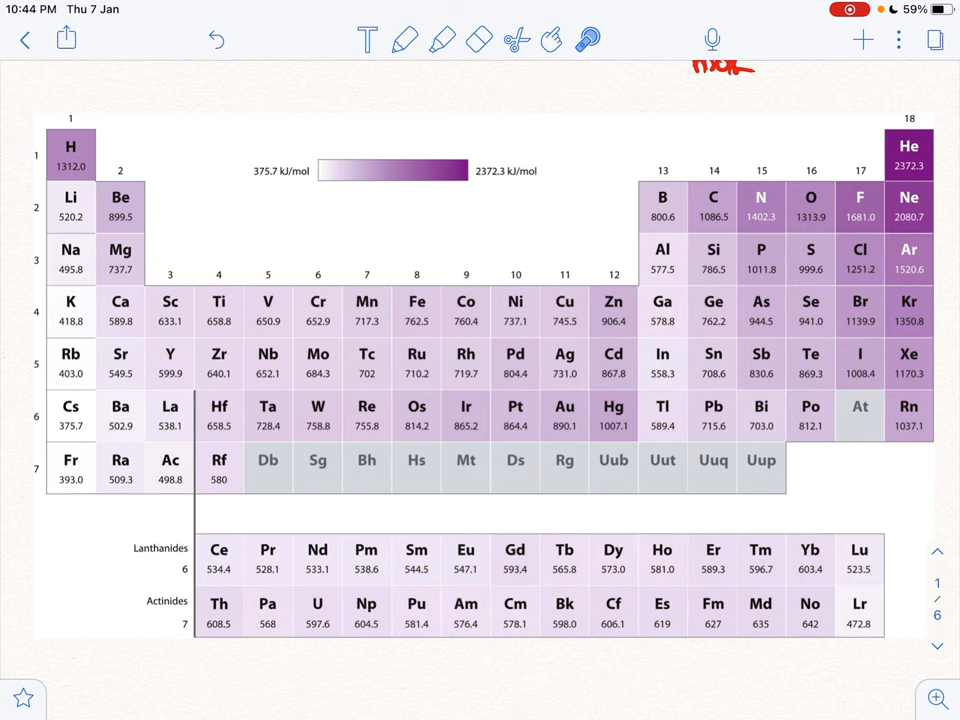 10:44 PM Thu 7 Jan 59%
T
1 18
1 H He
1312.0 2372.3
2 375.7 kJ/mol 2372.3 kJ/mol 13 14 15 16 17
2 Li Be B C N O F Ne
520.2 899.5 800.6 1086.5 1402.3 1313.9 1681.0 2080.7
3 Na Mg Al Si P S Cl Ar
495.8 737.7 577.5 786.5 1011.8 999.6 1251.2 1520.6
3 4 5 6 7 8 9 10 11 12
4 K Ca Sc Ti V Cr Mn Fe Co Ni Cu Zn Ga Ge As Se Br Kr
418.8 589.8 633.1 658.8 650.9 652.9 717.3 762.5 760.4 737.1 745.5 906.4 578.8 762.2 944.5 941.0 1139.9 1350.8
5 Rb Sr Y Zr Nb Mo Tc Ru Rh Pd Ag Cd In Sn Sb Te I Xe
403.0 549.5 599.9 640.1 652.1 684.3 702 710.2 719.7 804.4 731.0 867.8 558.3 708.6 830.6 869.3 1008.4 1170.3
6 Cs Ba La Hf Ta W Re Os Ir Pt Au Hg Tl Pb Bi Po At Rn
375.7 502.9 538.1 658.5 728.4 758.8 755.8 814.2 865.2 864.4 890.1 1007.1 589.4 715.6 703.0 812.1 1037.1
7 Fr Ra Ac Rf Db Sg Bh Hs Mt Ds Rg Uub Uut Uuq Uup
393.0 509.3 498.8 580
Lanthanides Ce Pr Nd Pm Sm Eu Gd Tb Dy Ho Er Tm Yb Lu
6 534.4 528.1 533.1 538.6 544.5 547.1 593.4 565.8 573.0 581.0 589.3 596.7 603.4 523.5
Actinides Th Pa U Np Pu Am Cm Bk Cf Es Fm Md No Lr
7 608.5 568 597.6 604.5 581.4 576.4 578.1 598.0 606.1 619 627 635 642 472.8
1
/
6